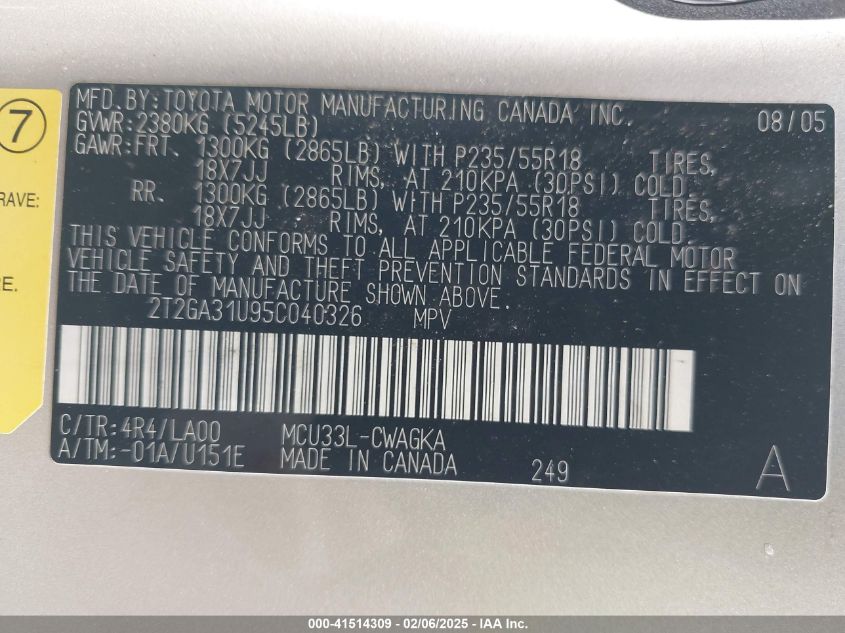 7
RAVE:
E.
MFD.BY:TOYOTA MOTOR MANUFACTURING CANADA INC. 08/05
GVWR:2380KG (5245LB)
GAWR:FRT. 1300KG (2865LB) WITH P235/55R18 TIRES,
18X7JJ RIMS, AT 210KPA (30PSI) COLD.
RR. 1300KG (2865LB) WITH P235/55R18 TIRES,
18X7JJ RIMS, AT 210KPA (30PSI) COLD.
THIS VEHICLE CONFORMS TO ALL APPLICABLE FEDERAL MOTOR
VEHICLE SAFETY AND THEFT PREVENTION STANDARDS IN EFFECT ON
THE DATE OF MANUFACTURE SHOWN ABOVE.
2T2GA31U95C040326 MPV
C/TR:4R4/LA00 MCU33L-CWAGKA
A/TM:-01A/U151E MADE IN CANADA 249 A
000-41514309 - 02/06/2025 - IAA Inc.